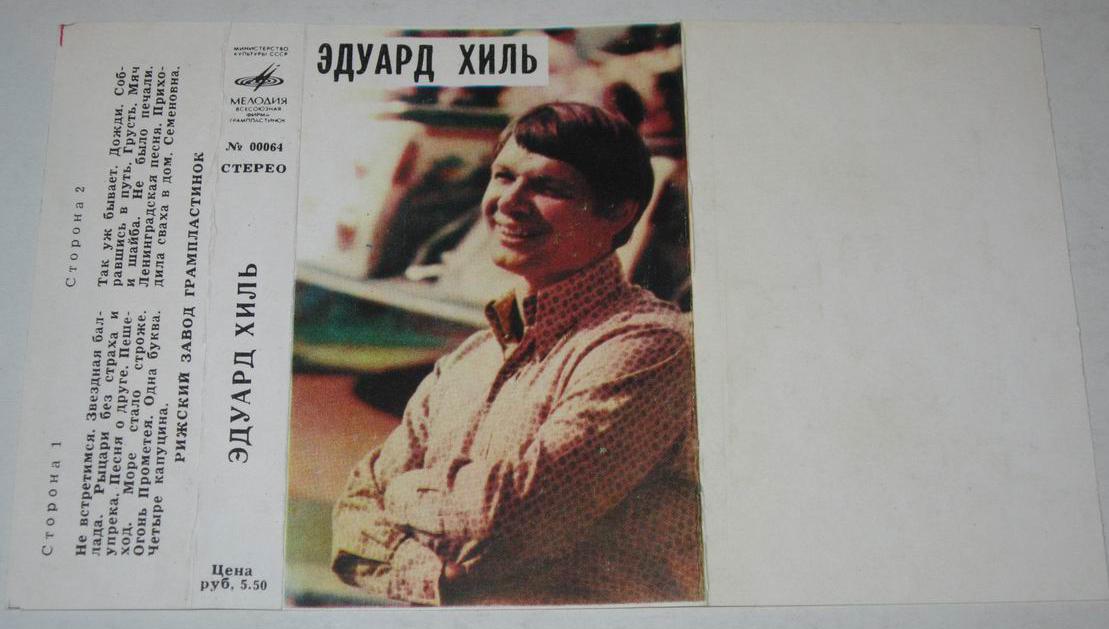 Сторона 1
Не встретимся. Звездная бал-
лада. Рыцари без страха и
упрека. Песня о друге. Пеше-
ход. Море стало строже.
Огонь Прометея. Одна буква.
Четыре капуцина.
Сторона 2
Так уж бывает. Дожди. Соб-
равшись в путь. Грусть. Мяч
и шайба. Не было печали.
Ленинградская песня. Прихо-
дила сваха в дом. Семеновна.
РИЖСКИЙ ЗАВОД ГРАМПЛАСТИНОК
МИНИСТЕРСТВО
КУЛЬТУРЫ СССР
МЕЛОДИЯ
ВСЕСОЮЗНАЯ
ФИРМА
ГРАМПЛАСТИНОК
№ 00064
СТЕРЕО
ЭДУАРД ХИЛЬ
Цена
руб, 5.50
ЭДУАРД ХИЛЬ